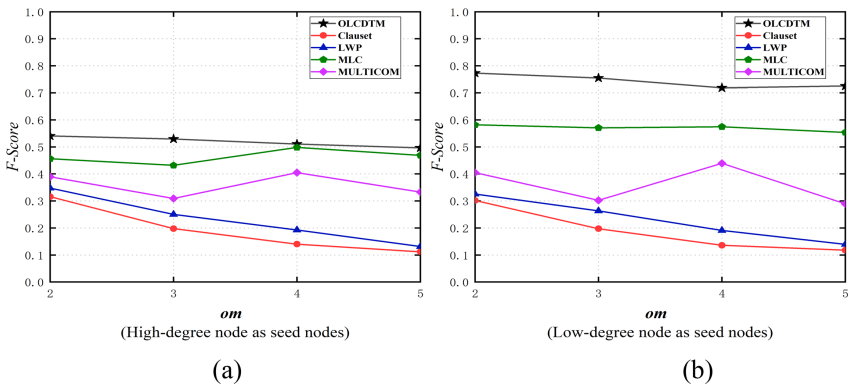 1. 0
0. 9
0. 8
0. 7
0. 6
0. 5
0. 4
0. 3
0. 2
0. 1
0. 0
F-Score
OLCDTM
Clauset
LWP
MLC
MULTICOM
2 3 4 5
om
(High-degree node as seed nodes)
(a)
1. 0
0. 9
0. 8
0. 7
0. 6
0. 5
0. 4
0. 3
0. 2
0. 1
0. 0
F-Score
OLCDTM
Clauset
LWP
MLC
MULTICOM
2 3 4 5
om
(Low-degree node as seed nodes)
(b)